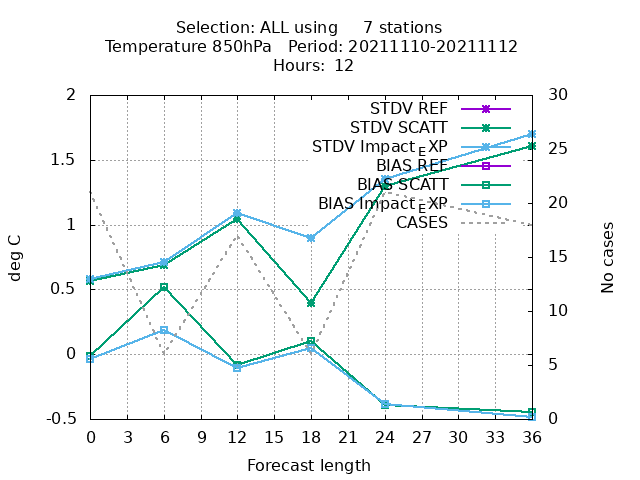 Selection: ALL using 7 stations
Temperature 850hPa Period: 20211110-20211112
Hours: 12
2
1.5
1
0.5
0
-0.5
deg C
30
25
20
15
10
5
0
No cases
STDV REF
STDV SCATT
STDV Impact_EXP
BIAS REF
BIAS SCATT
BIAS Impact_EXP
CASES
0 3 6 9 12 15 18 21 24 27 30 33 36
Forecast length